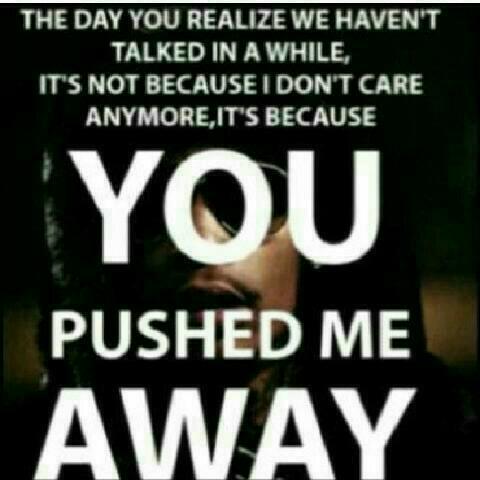 THE DAY YOU REALIZE WE HAVEN'T
TALKED IN A WHILE,
IT'S NOT BECAUSE I DON'T CARE
ANYMORE,IT'S BECAUSE
YOU
PUSHED ME
AWAY